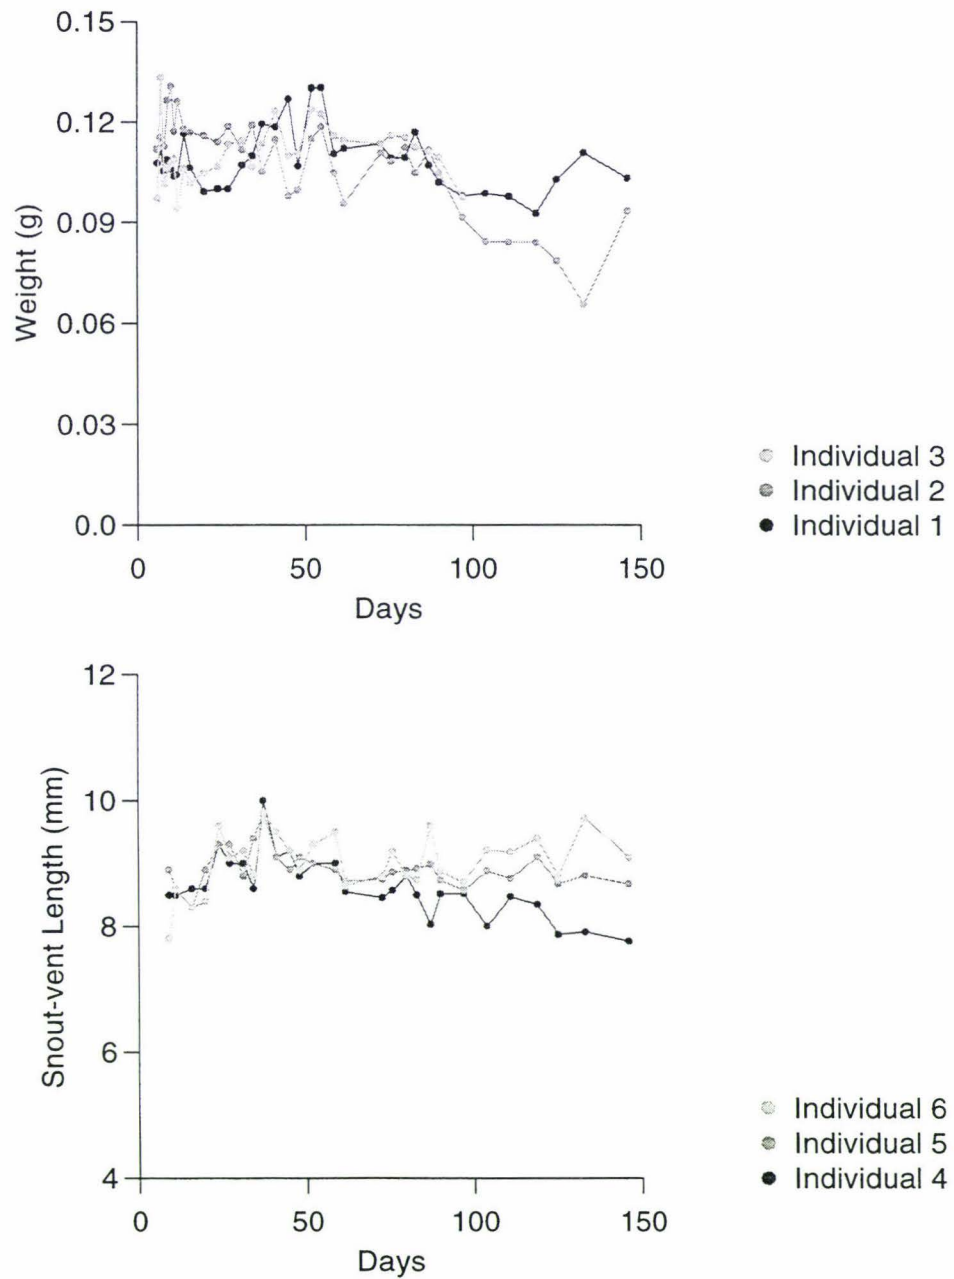 0.15
0.12
0.09
0.06
0.03
0.0
Weight (g)
0 50 100 150
Days
Individual 3
Individual 2
Individual 1
12
10
8
6
4
Snout-vent Length (mm)
0 50 100 150
Days
Individual 6
Individual 5
Individual 4